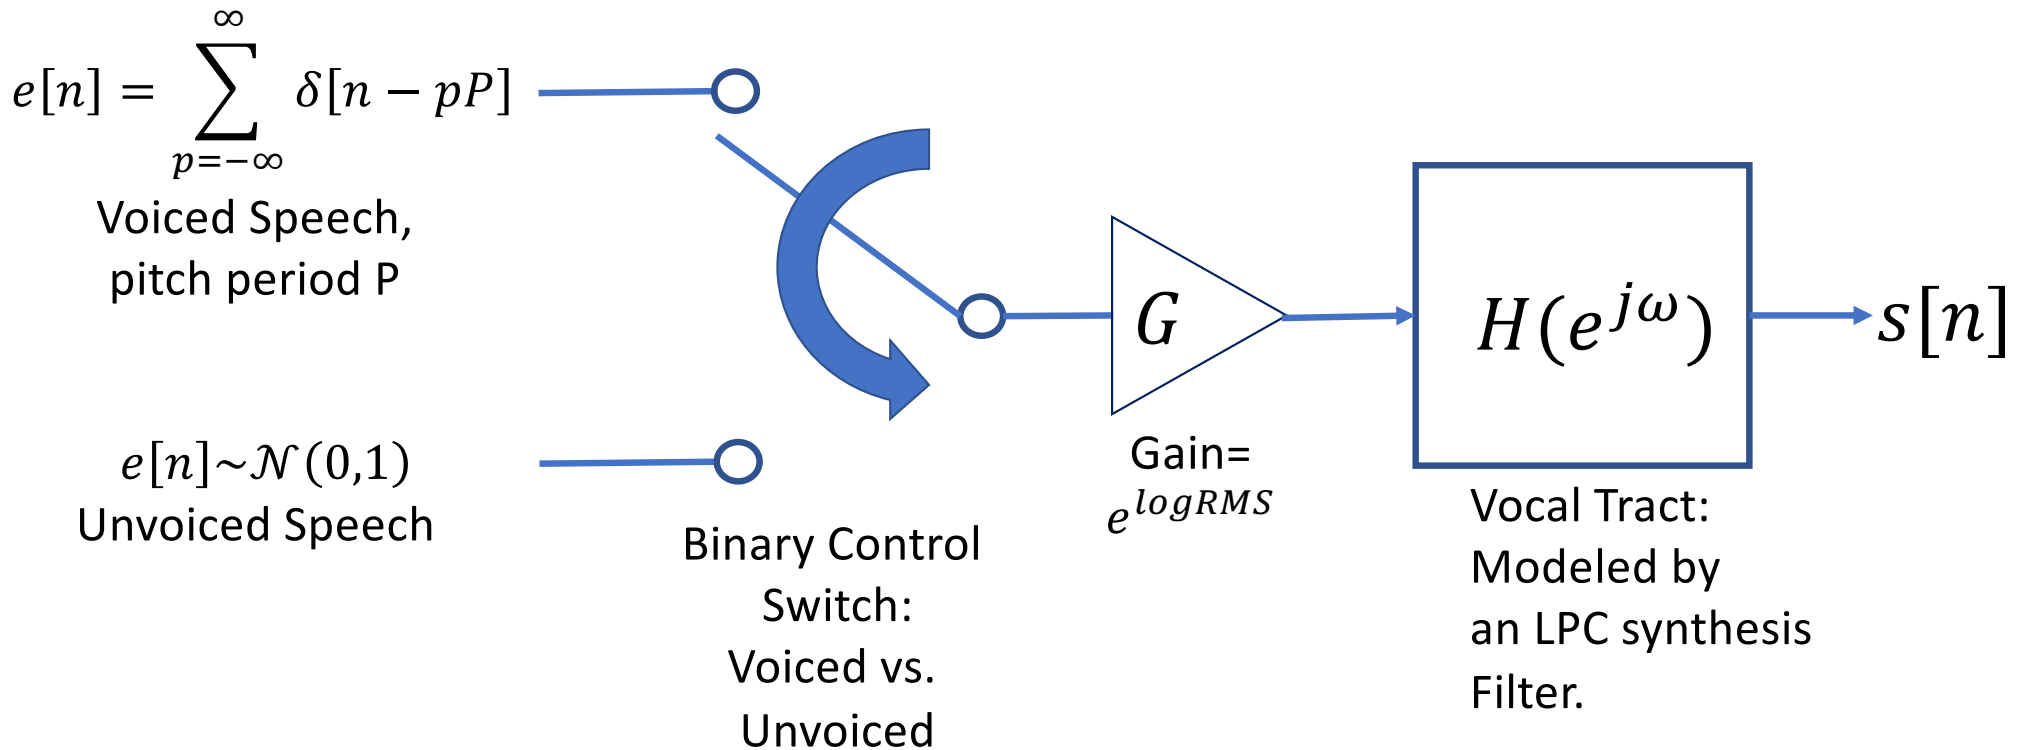 e[n] = ∑_{p=−∞}^{∞} δ[n − pP]
Voiced Speech,
pitch period P
e[n]~𝒩(0,1)
Unvoiced Speech
Binary Control
Switch:
Voiced vs.
Unvoiced
G
Gain=
e^{logRMS}
H(e^{jω})
Vocal Tract:
Modeled by
an LPC synthesis
Filter.
s[n]